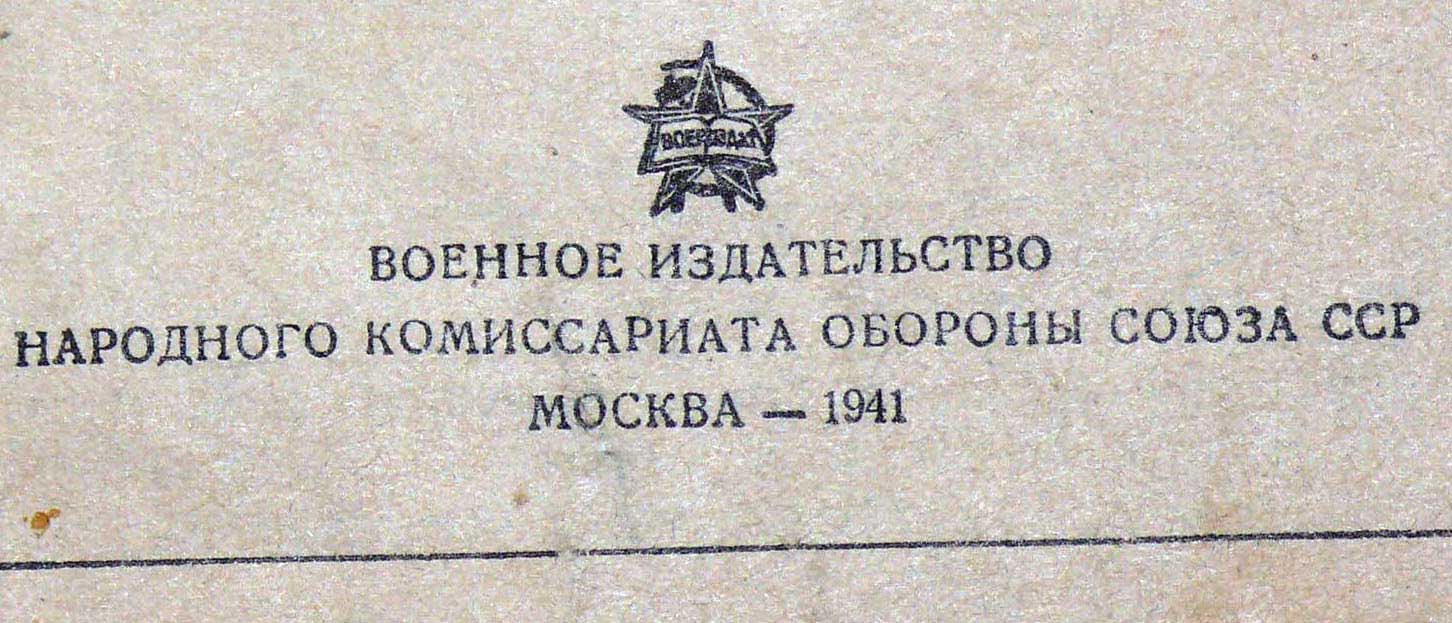 ВОЕНИЗДАТ
ВОЕННОЕ ИЗДАТЕЛЬСТВО
НАРОДНОГО КОМИССАРИАТА ОБОРОНЫ СОЮЗА ССР
МОСКВА — 1941